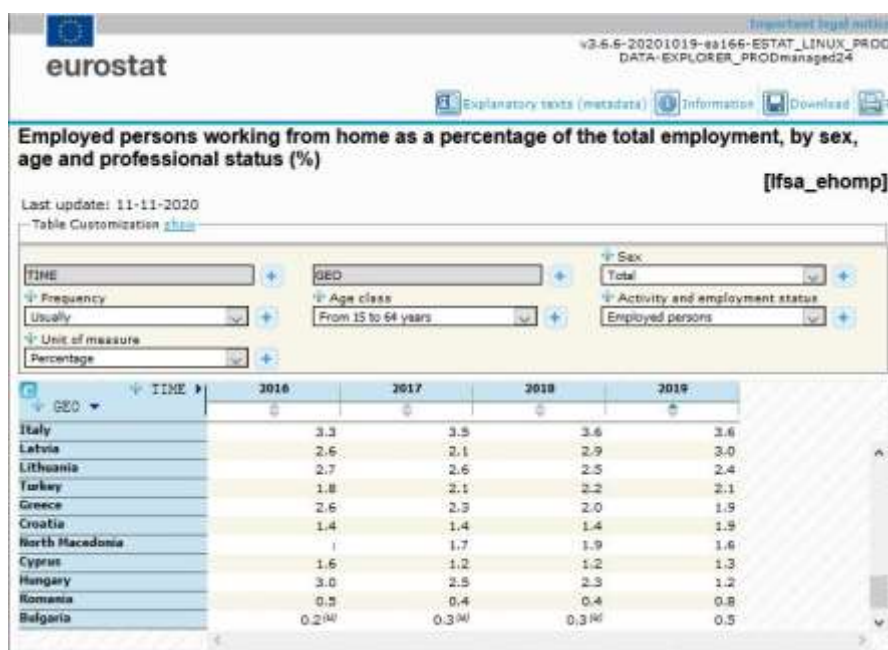 Important legal notice
v3.6.6-20201019-ea166-ESTAT_LINUX_PROD
DATA-EXPLORER_PRODmanaged24
eurostat
Explanatory texts (metadata) Information Download
Employed persons working from home as a percentage of the total employment, by sex,
age and professional status (%)
[lfsa_ehomp]
Last update: 11-11-2020
Table Customization show
Sex
TIME + GEO + Total +
Frequency Age class Activity and employment status
Usually + From 15 to 64 years + Employed persons +
Unit of measure
Percentage +
TIME 2016 2017 2018 2019
GEO
Italy 3.3 3.5 3.6 3.6
Latvia 2.6 2.1 2.9 3.0
Lithuania 2.7 2.6 2.5 2.4
Turkey 1.8 2.1 2.2 2.1
Greece 2.6 2.3 2.0 1.9
Croatia 1.4 1.4 1.4 1.9
North Macedonia : 1.7 1.9 1.6
Cyprus 1.6 1.2 1.2 1.3
Hungary 3.0 2.5 2.3 1.2
Romania 0.5 0.4 0.4 0.8
Bulgaria 0.2 0.3 0.3 0.5